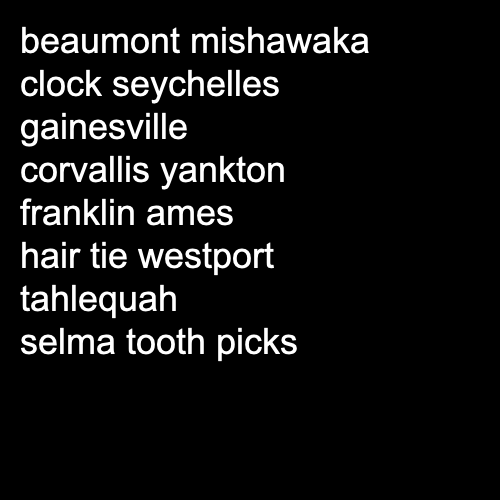 beaumont mishawaka
clock seychelles
gainesville
corvallis yankton
franklin ames
hair tie westport
tahlequah
selma tooth picks